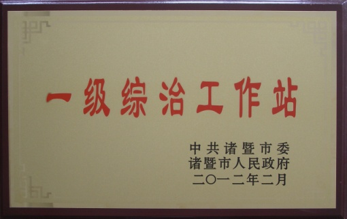 一级综治工作站
中共诸暨市委
诸暨市人民政府
二〇一二年二月